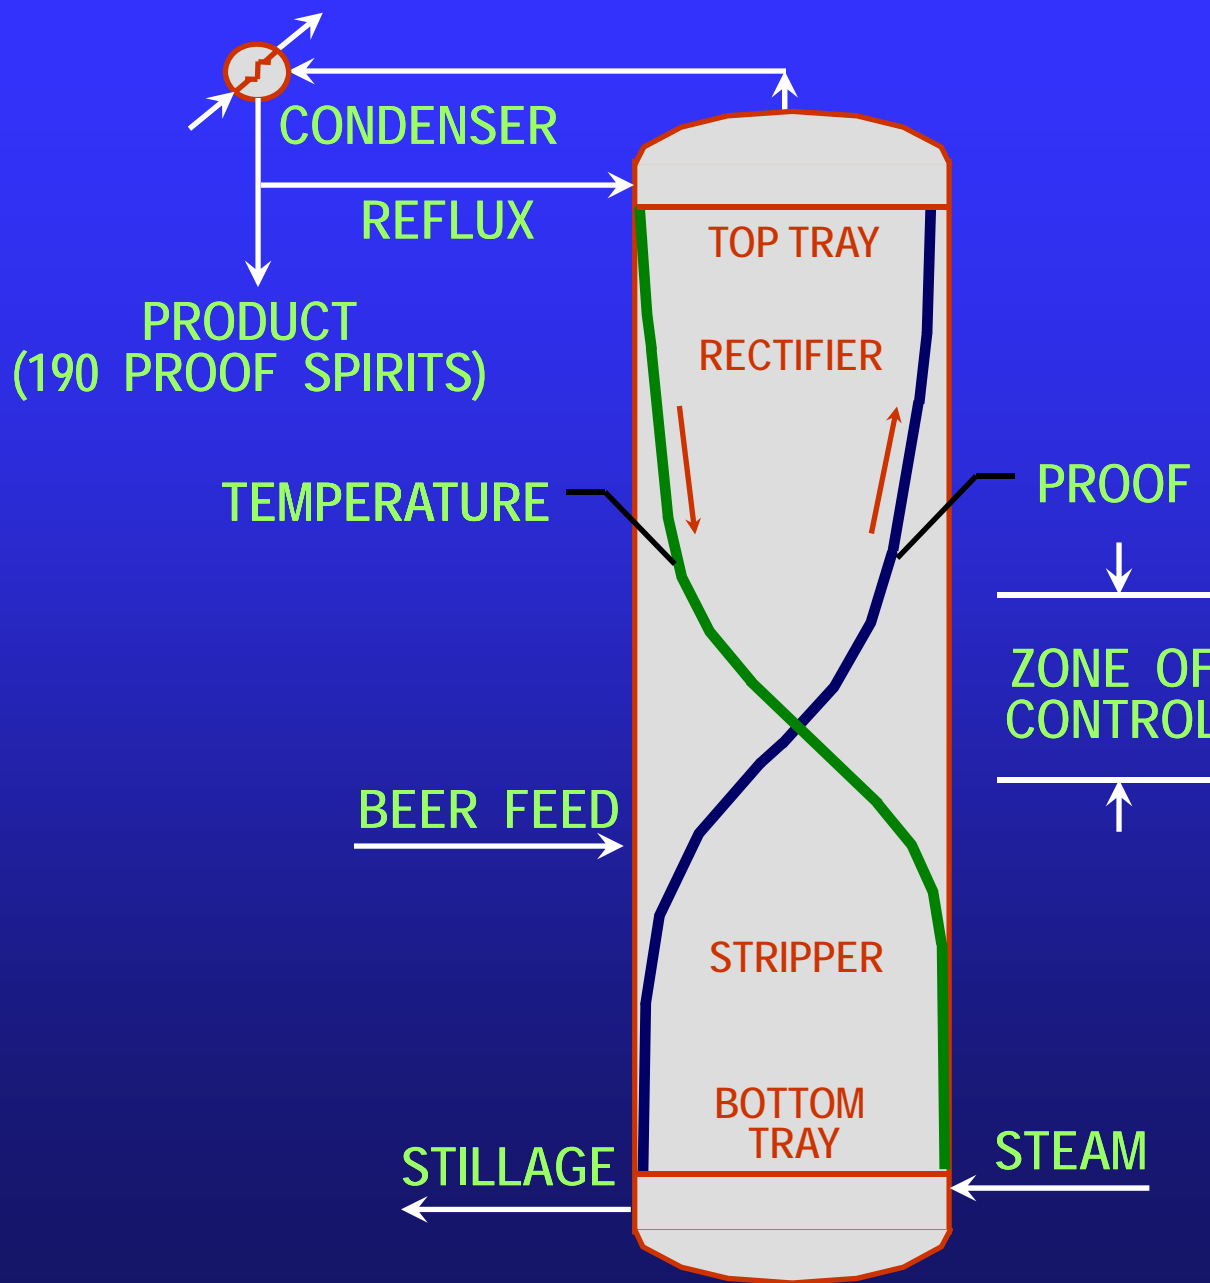 CONDENSER
REFLUX
TOP TRAY
PRODUCT
(190 PROOF SPIRITS)
RECTIFIER
TEMPERATURE
PROOF
ZONE OF
CONTROL
BEER FEED
STRIPPER
BOTTOM
TRAY
STILLAGE
STEAM